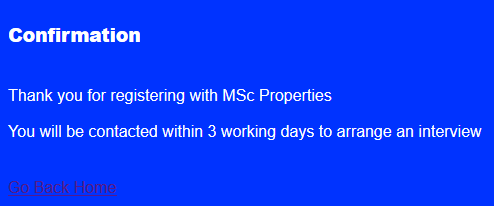 Confirmation
Thank you for registering with MSc Properties
You will be contacted within 3 working days to arrange an interview
Go Back Home